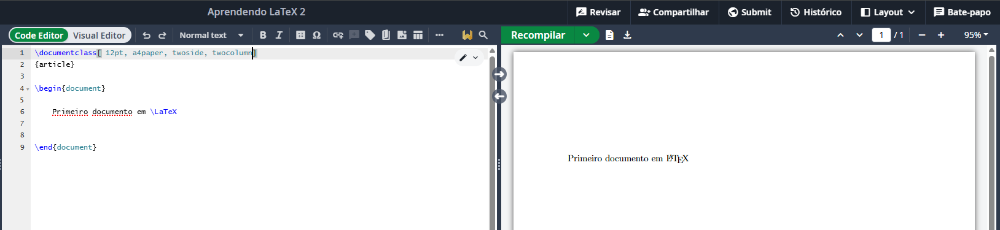 Aprendendo LaTeX 2
Revisar
Compartilhar
Submit
Histórico
Layout
Bate-papo
Code Editor
Visual Editor
Normal text
B
I
Ω
Recompilar
1 / 1
95%
1 \documentclass[ 12pt, a4paper, twoside, twocolumn]
2 {article}
3
4 \begin{document}
5
6 Primeiro documento em \LaTeX
7
8
9 \end{document}
Primeiro documento em LATEX